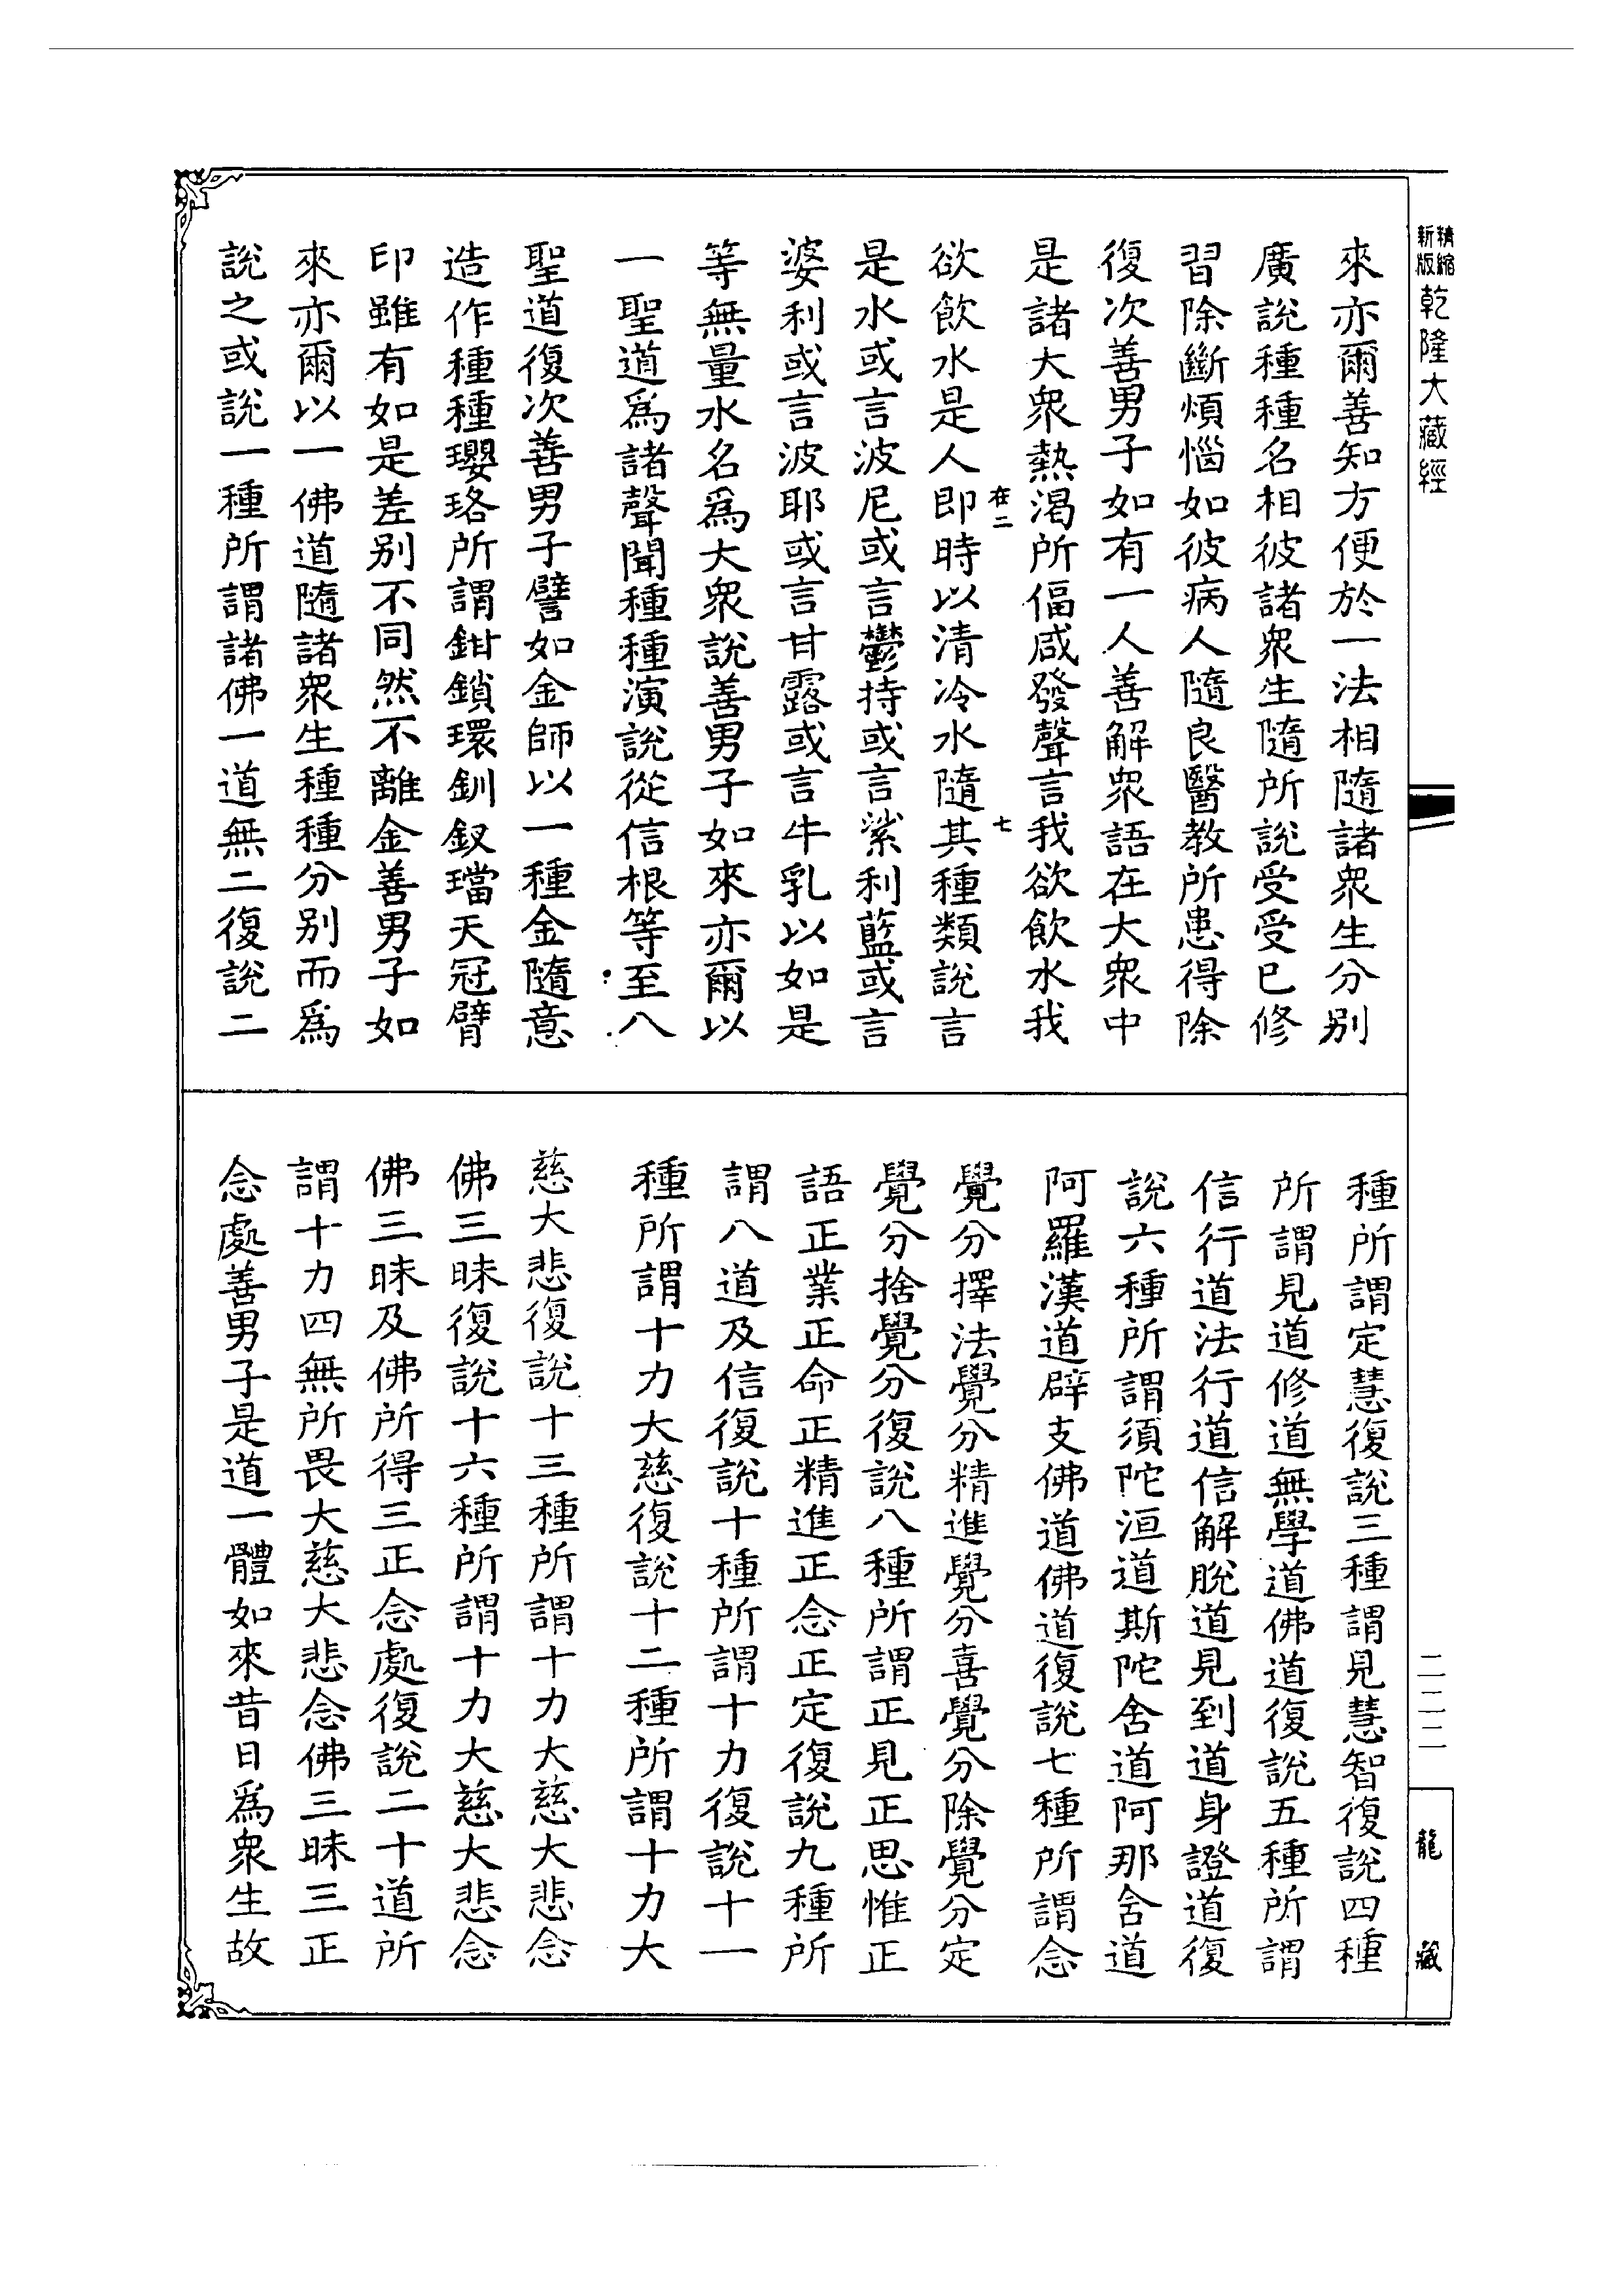 新版精縮乾隆大藏經
來亦爾善知方便於一法相隨諸衆生分別
廣說種種名相彼諸衆生隨所說受受已修
習除斷煩惱如彼病人隨良醫教所患得除
復次善男子如有一人善解衆語在大衆中
是諸大衆熱渴所偪咸發聲言我欲飲水我
在二 七
欲飲水是人即時以清冷水隨其種類說言
是水或言波尼或言鬱持或言紫利藍或言
婆利或言波耶或言甘露或言牛乳以如是
等無量水名爲大衆說善男子如來亦爾以
一聖道爲諸聲聞種種演說從信根等至八
聖道復次善男子譬如金師以一種金隨意
造作種種瓔珞所謂鉗鎖環釧釵璫天冠臂
印雖有如是差別不同然不離金善男子如
來亦爾以一佛道隨諸衆生種種分別而爲
說之或說一種所謂諸佛一道無二復說二
種所謂定慧復說三種謂見慧智復說四種
所謂見道修道無學道佛道復說五種所謂
信行道法行道信解脫道見到道身證道復
說六種所謂須陀洹道斯陀含道阿那含道
阿羅漢道辟支佛道佛道復說七種所謂念
覺分擇法覺分精進覺分喜覺分除覺分定
覺分捨覺分復說八種所謂正見正思惟正
語正業正命正精進正念正定復說九種所
謂八道及信復說十種所謂十力復說十一
種所謂十力大慈復說十二種所謂十力大
慈大悲復說十三種所謂十力大慈大悲念
佛三昧復說十六種所謂十力大慈大悲念
佛三昧及佛所得三正念處復說二十道所
謂十力四無所畏大慈大悲念佛三昧三正
念處善男子是道一體如來昔日爲衆生故
二二二
龍藏